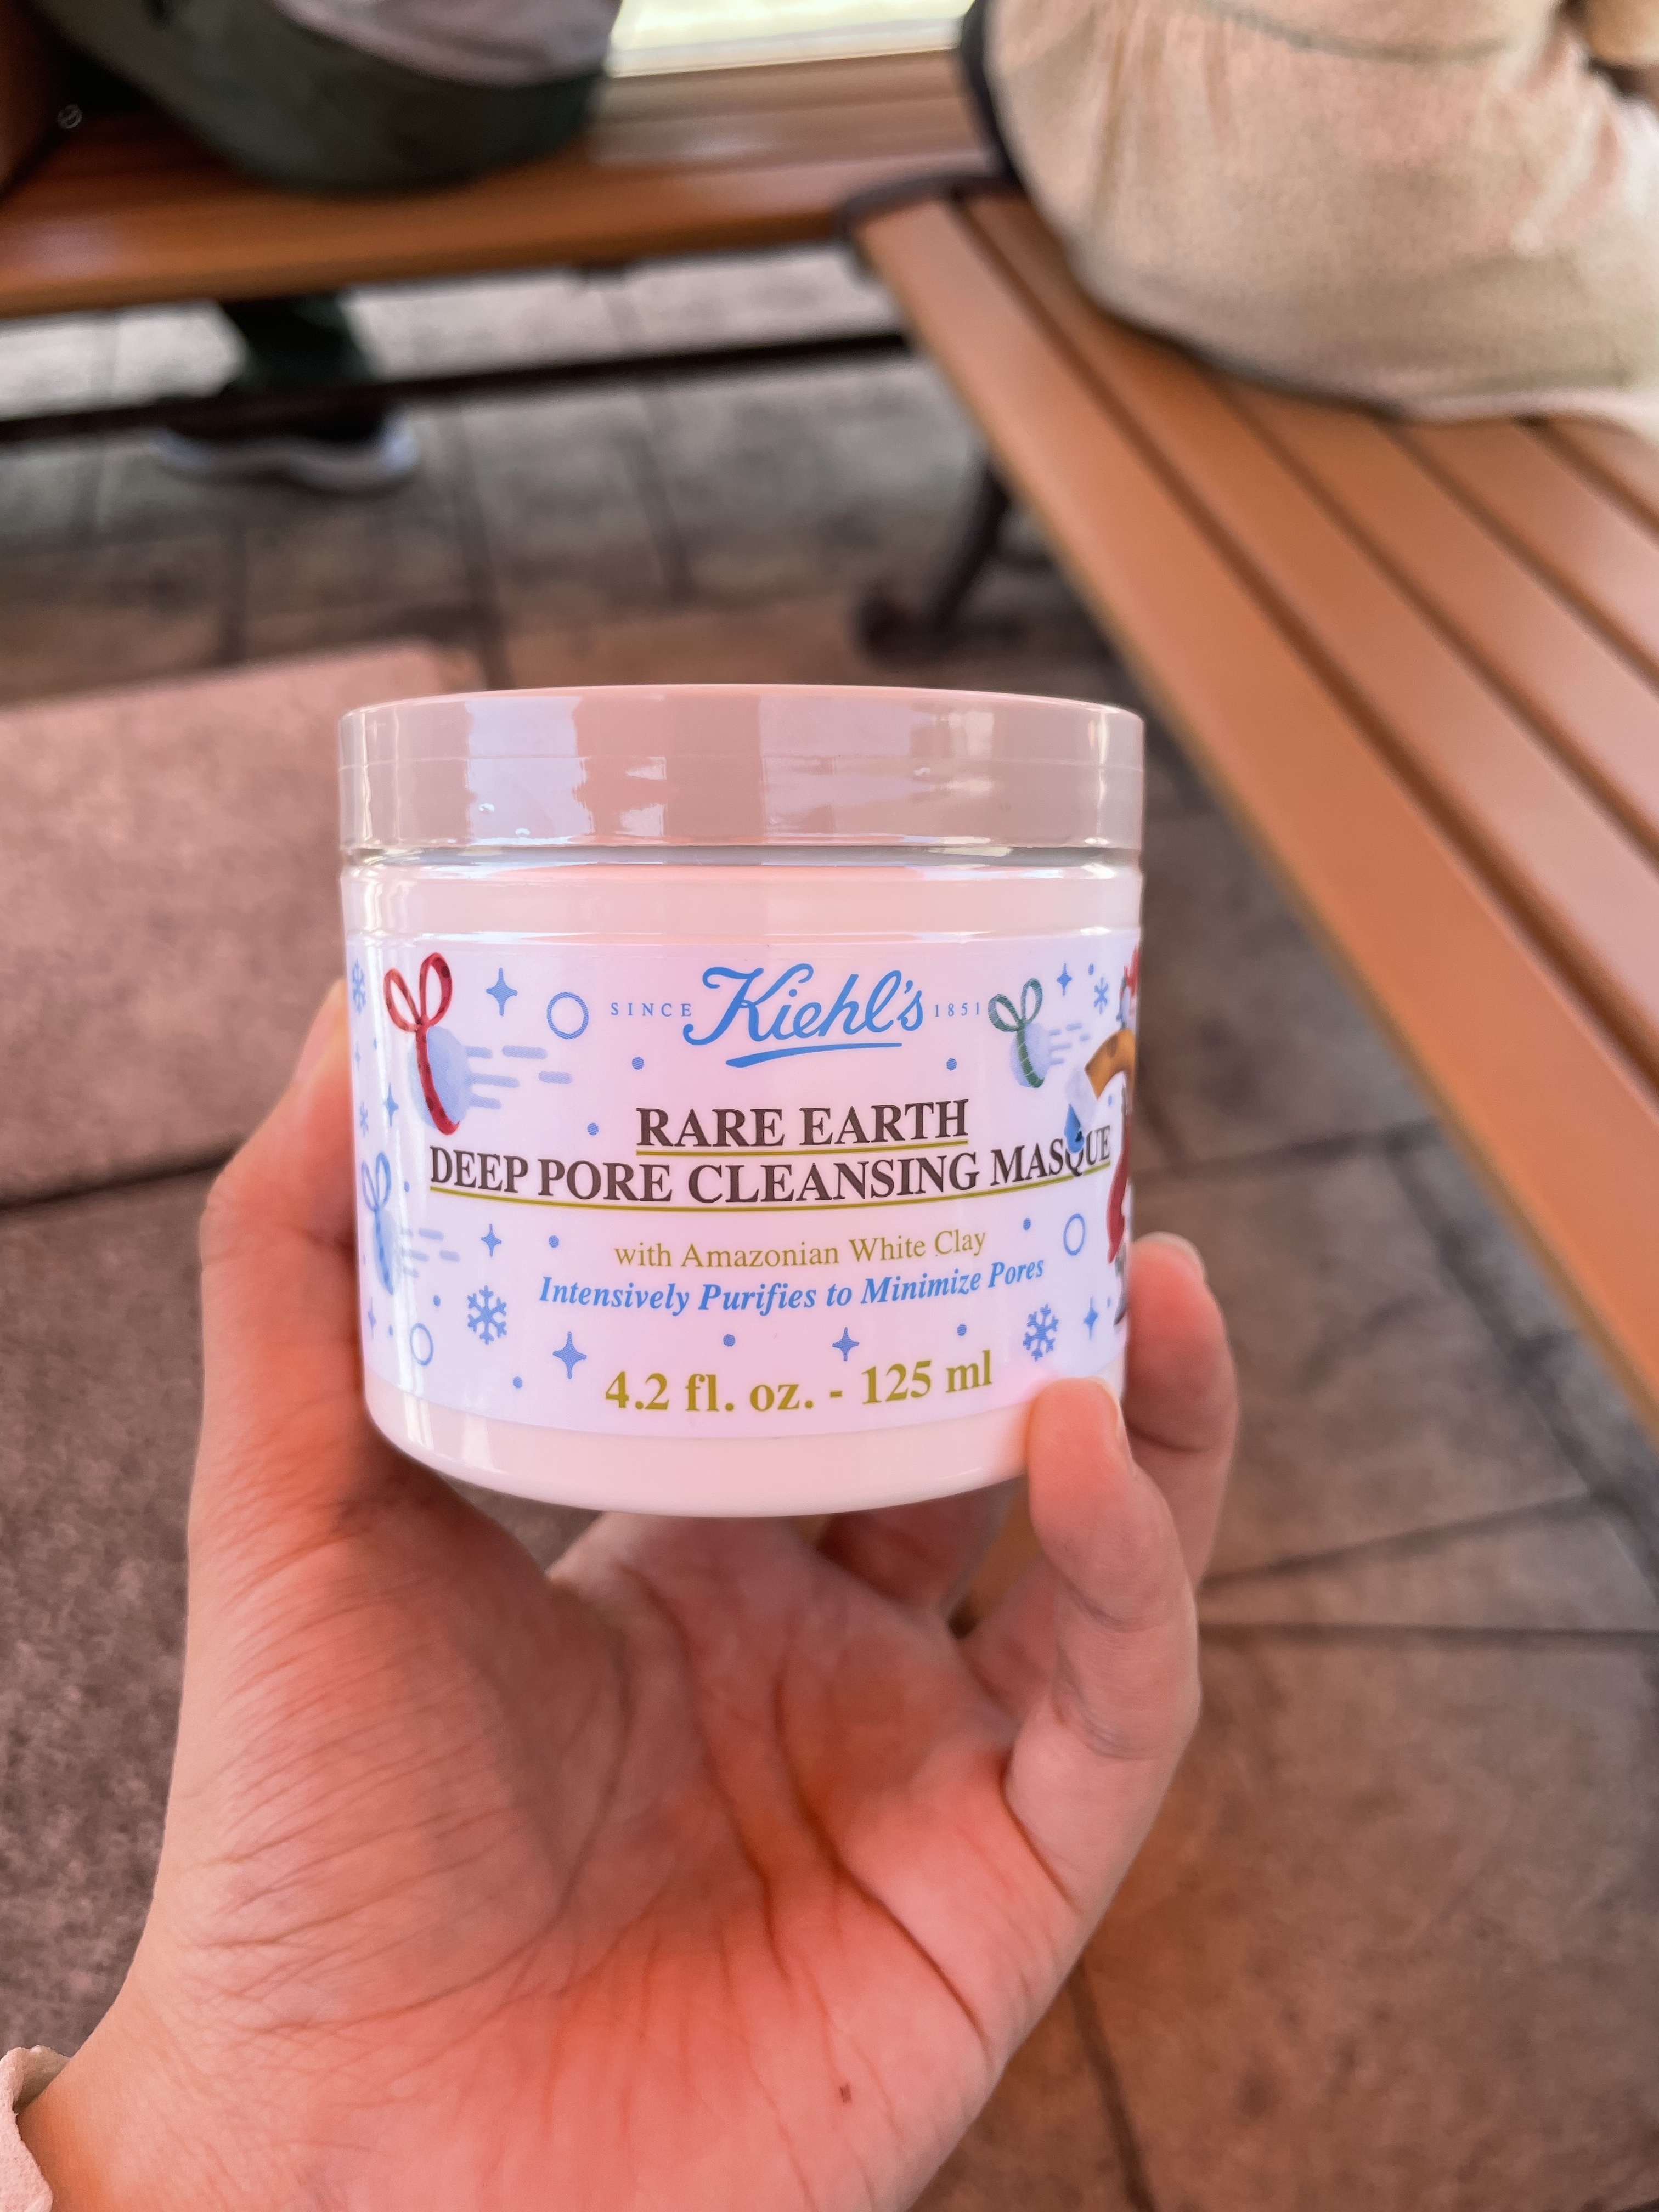 SINCE Kiehl's 1851
RARE EARTH
DEEP PORE CLEANSING MASQUE
with Amazonian White Clay
Intensively Purifies to Minimize Pores
4.2 fl. oz. - 125 ml